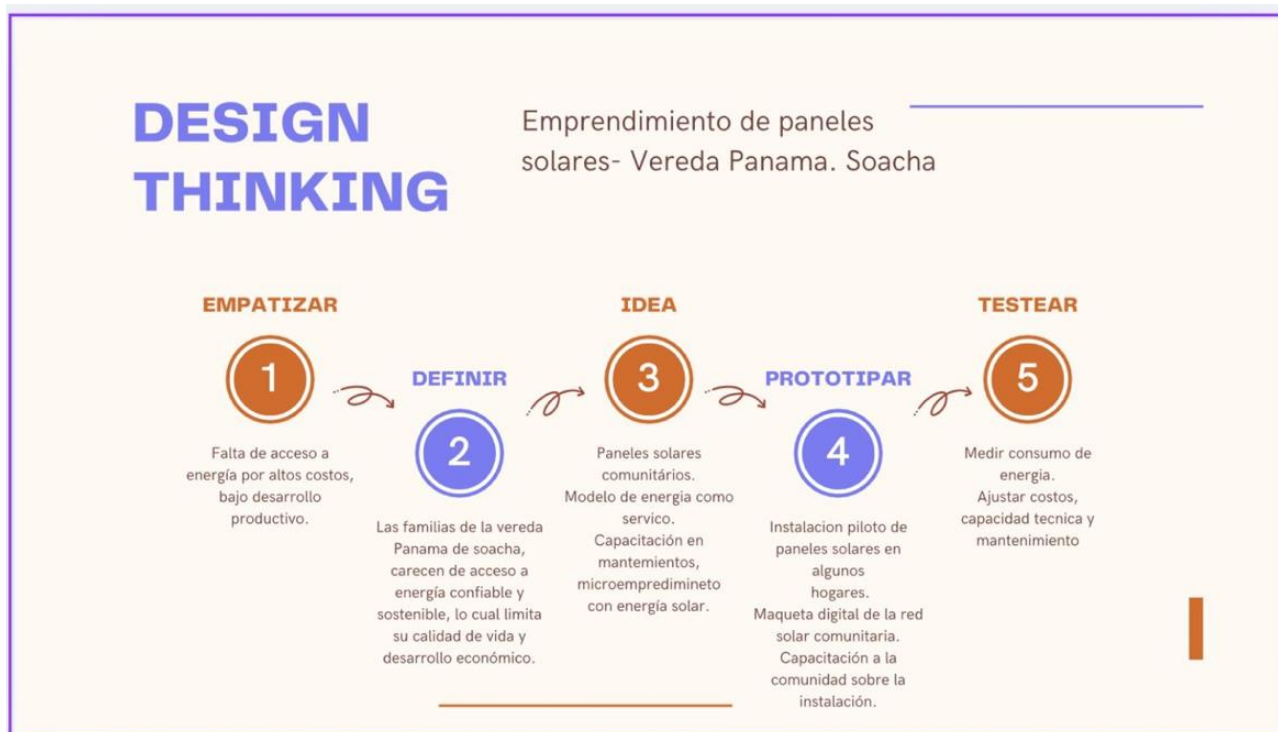 DESIGN
THINKING
Emprendimiento de paneles
solares- Vereda Panama. Soacha
EMPATIZAR
1
Falta de acceso a
energía por altos costos,
bajo desarrollo
productivo.
DEFINIR
2
Las familias de la vereda
Panama de soacha,
carecen de acceso a
energía confiable y
sostenible, lo cual limita
su calidad de vida y
desarrollo económico.
IDEA
3
Paneles solares
comunitários.
Modelo de energia como
servico.
Capacitación en
mantemientos,
microempredimineto
con energía solar.
PROTOTIPAR
4
Instalacion piloto de
paneles solares en
algunos
hogares.
Maqueta digital de la red
solar comunitaria.
Capacitación a la
comunidad sobre la
instalación.
TESTEAR
5
Medir consumo de
energia.
Ajustar costos,
capacidad tecnica y
mantenimiento